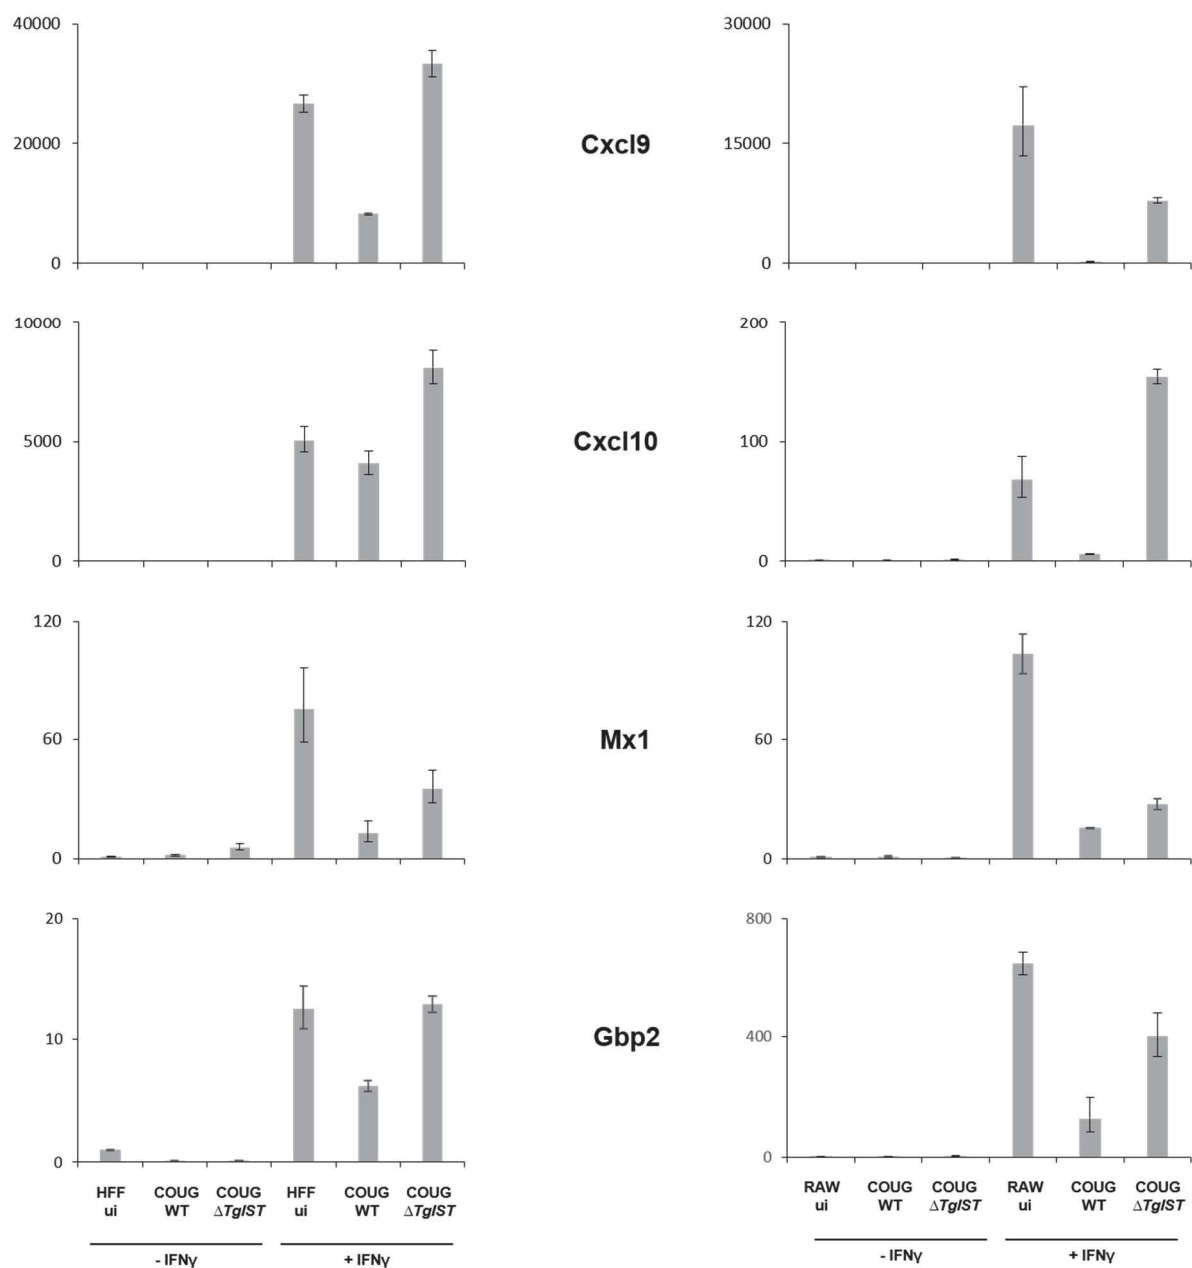 40000
20000
0
Cxcl9
30000
15000
0
10000
5000
0
Cxcl10
200
100
0
120
60
0
Mx1
120
60
0
20
10
0
Gbp2
800
400
0
HFF ui
COUG WT
COUG ΔTgIST
HFF ui
COUG WT
COUG ΔTgIST
- IFNγ
+ IFNγ
RAW ui
COUG WT
COUG ΔTgIST
RAW ui
COUG WT
COUG ΔTgIST
- IFNγ
+ IFNγ